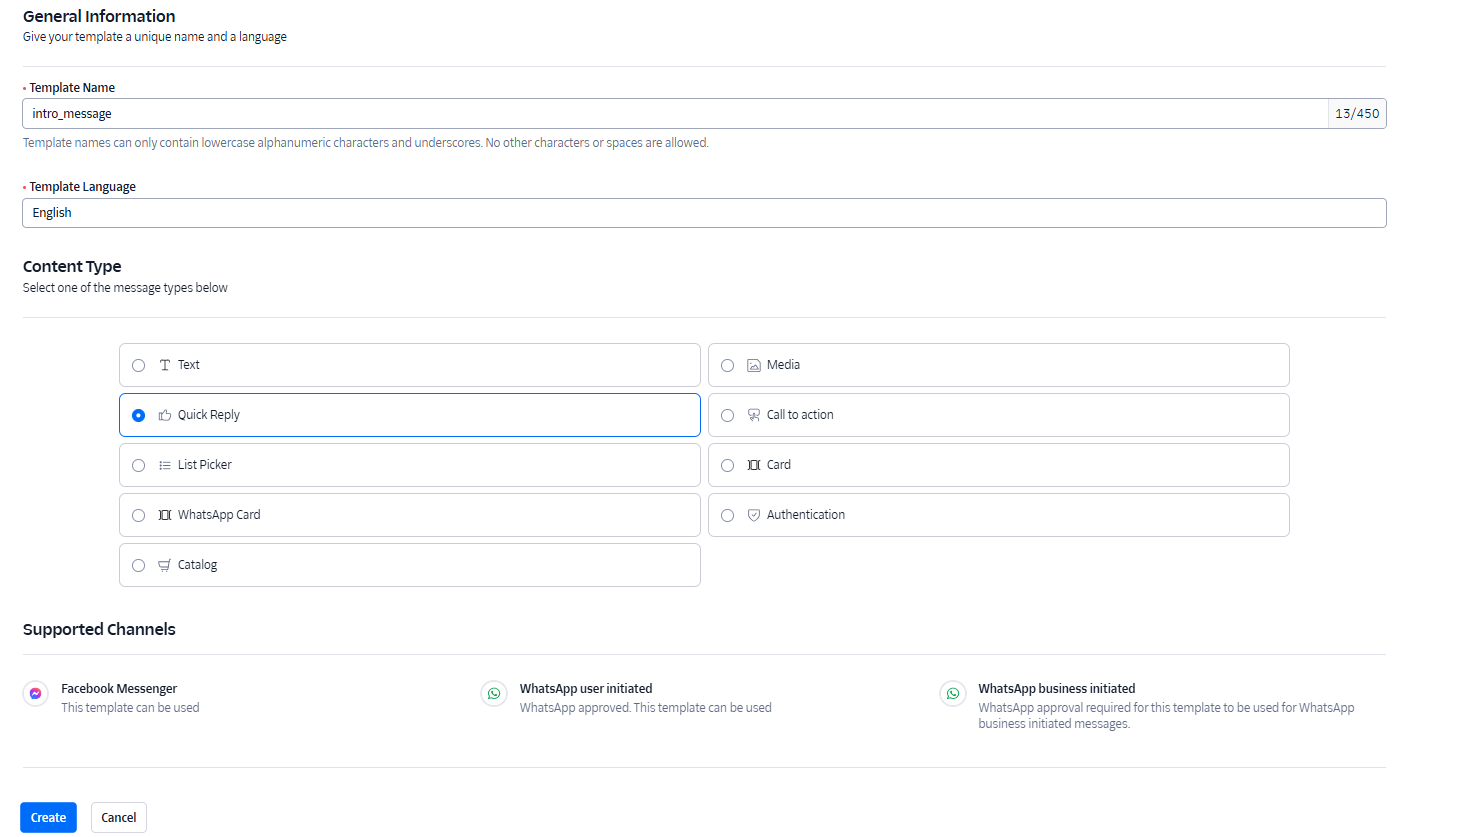 General Information
Give your template a unique name and a language
• Template Name
intro_message
13/450
Template names can only contain lowercase alphanumeric characters and underscores. No other characters or spaces are allowed.
• Template Language
English
Content Type
Select one of the message types below
Text
Media
Quick Reply
Call to action
List Picker
Card
WhatsApp Card
Authentication
Catalog
Supported Channels
Facebook Messenger
This template can be used
WhatsApp user initiated
WhatsApp approved. This template can be used
WhatsApp business initiated
WhatsApp approval required for this template to be used for WhatsApp
business initiated messages.
Create
Cancel